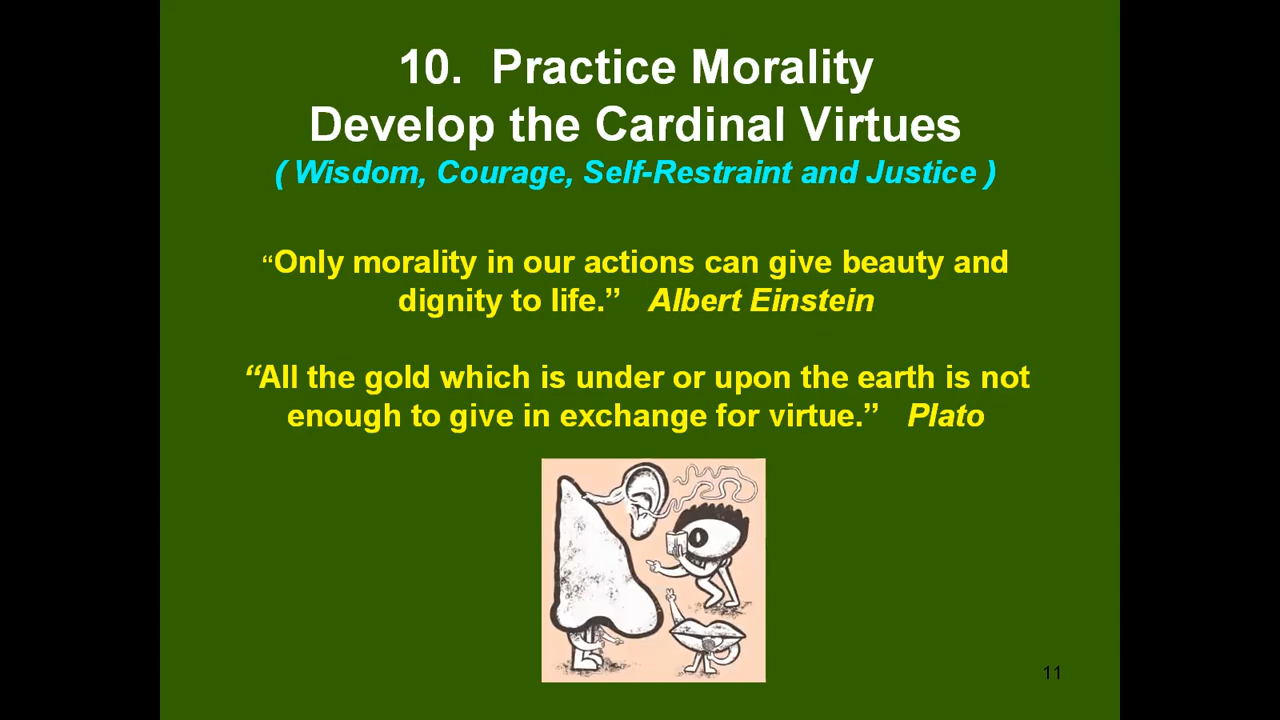 10. Practice Morality
Develop the Cardinal Virtues
( Wisdom, Courage, Self-Restraint and Justice )
“Only morality in our actions can give beauty and
dignity to life.” Albert Einstein
“All the gold which is under or upon the earth is not
enough to give in exchange for virtue.” Plato
11